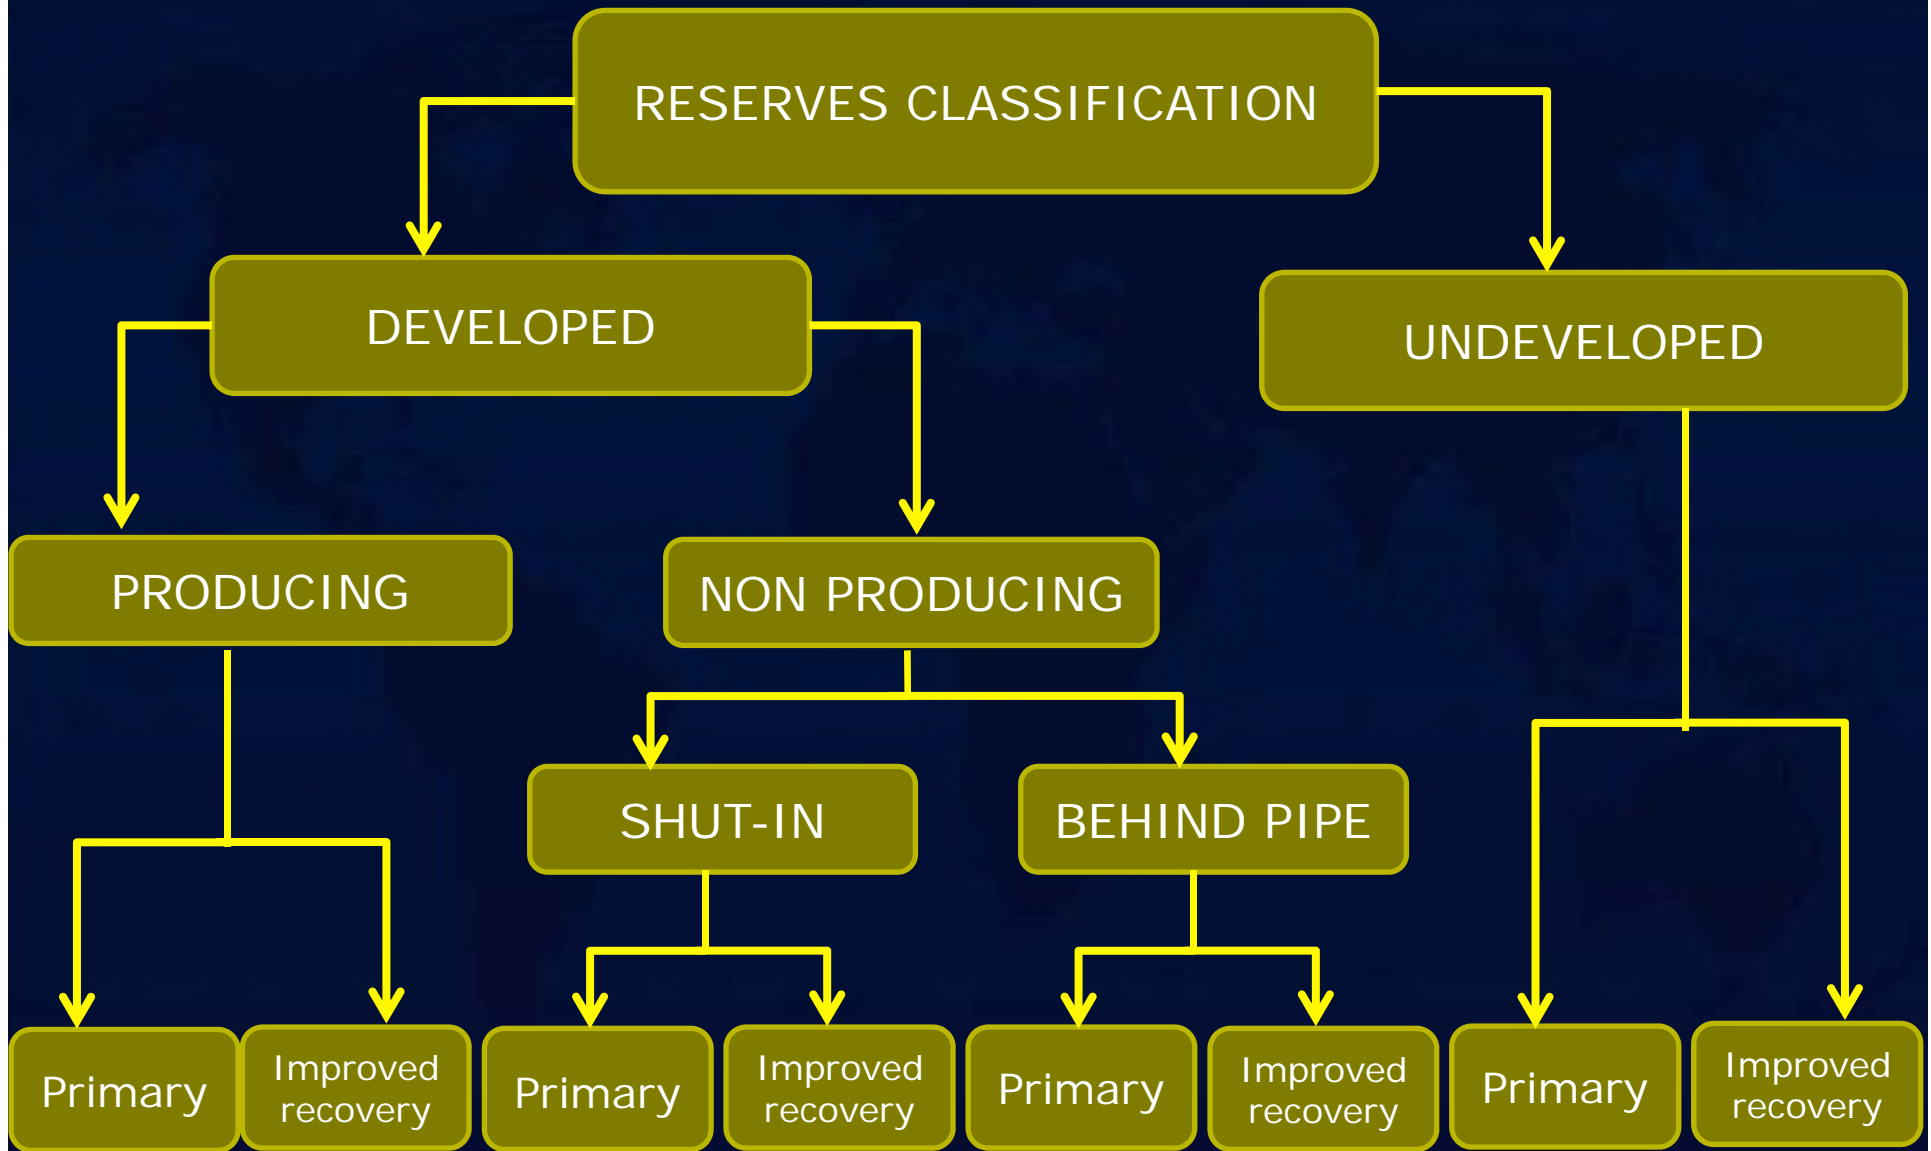 RESERVES CLASSIFICATION
DEVELOPED
UNDEVELOPED
PRODUCING
NON PRODUCING
SHUT-IN
BEHIND PIPE
Primary
Improved
recovery
Primary
Improved
recovery
Primary
Improved
recovery
Primary
Improved
recovery